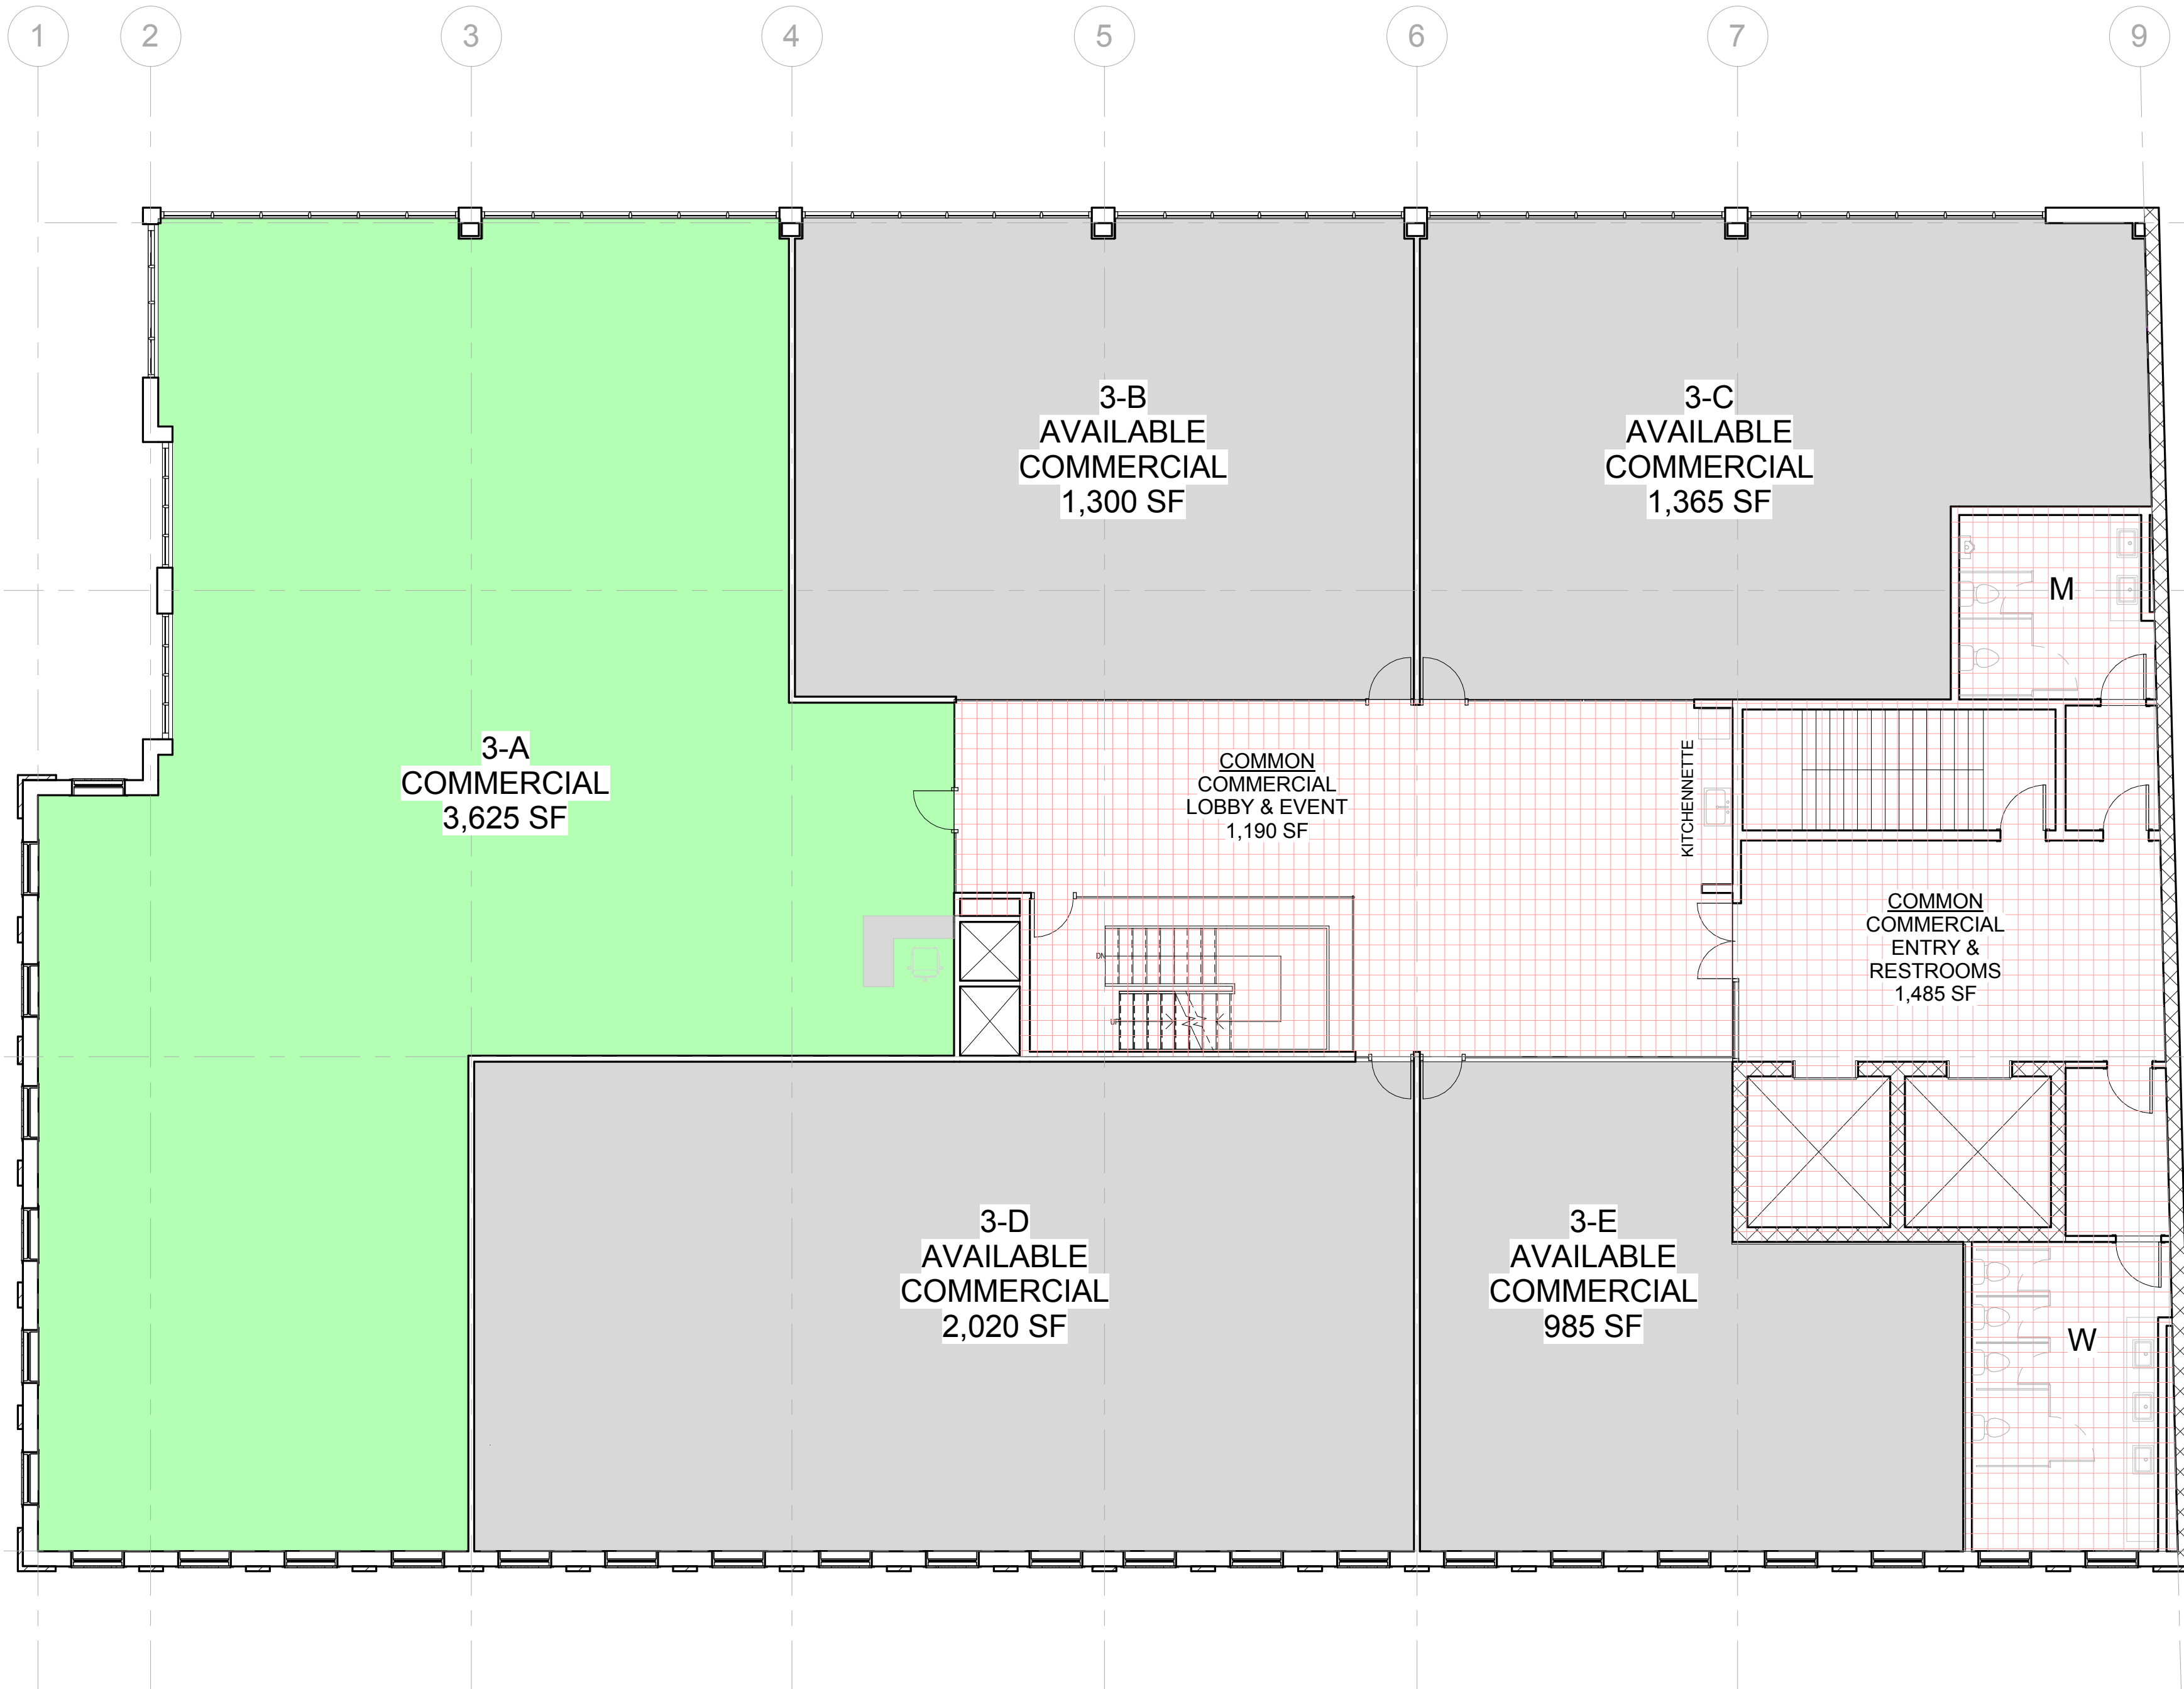 1
2
3
4
5
6
7
9
3-B
AVAILABLE
COMMERCIAL
1,300 SF
3-C
AVAILABLE
COMMERCIAL
1,365 SF
M
3-A
COMMERCIAL
3,625 SF
COMMON
COMMERCIAL
LOBBY & EVENT
1,190 SF
KITCHENNETTE
COMMON
COMMERCIAL
ENTRY &
RESTROOMS
1,485 SF
DN
UP
3-D
AVAILABLE
COMMERCIAL
2,020 SF
3-E
AVAILABLE
COMMERCIAL
985 SF
W